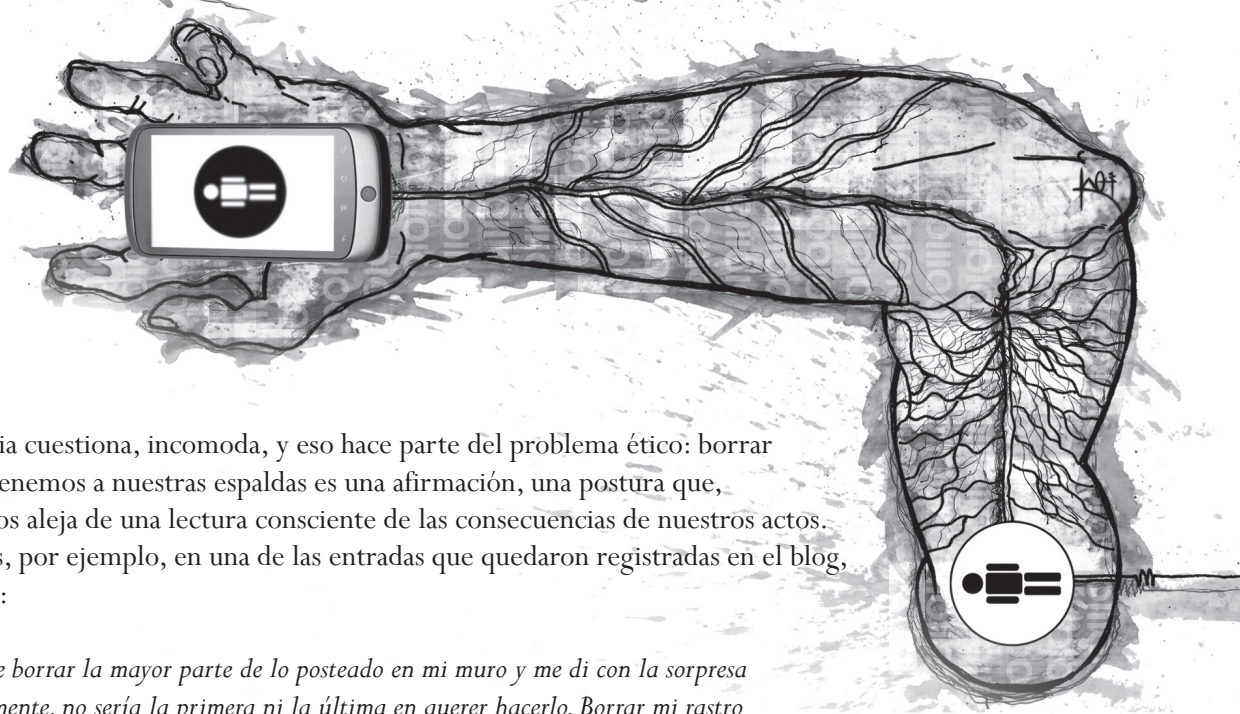 ia cuestiona, incomoda, y eso hace parte del problema ético: borrar
enemos a nuestras espaldas es una afirmación, una postura que,
os aleja de una lectura consciente de las consecuencias de nuestros actos.
s, por ejemplo, en una de las entradas que quedaron registradas en el blog,
:
e borrar la mayor parte de lo posteado en mi muro y me di con la sorpresa
mente, no sería la primera ni la última en querer hacerlo. Borrar mi rastro